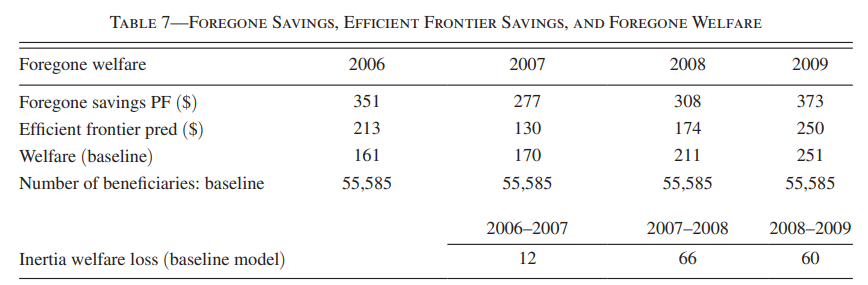 TABLE 7—FOREGONE SAVINGS, EFFICIENT FRONTIER SAVINGS, AND FOREGONE WELFARE
Foregone welfare 2006 2007 2008 2009
Foregone savings PF ($) 351 277 308 373
Efficient frontier pred ($) 213 130 174 250
Welfare (baseline) 161 170 211 251
Number of beneficiaries: baseline 55,585 55,585 55,585 55,585
2006–2007 2007–2008 2008–2009
Inertia welfare loss (baseline model) 12 66 60